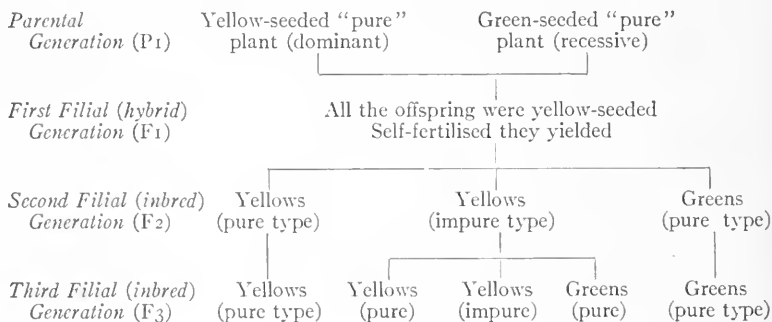 Parental Yellow-seeded “pure” Green-seeded “pure”
Generation (P1) plant (dominant) plant (recessive)
First Filial (hybrid) All the offspring were yellow-seeded
Generation (F1) Self-fertilised they yielded
Second Filial (inbred) Yellows Yellows Greens
Generation (F2) (pure type) (impure type) (pure type)
Third Filial (inbred) Yellows Yellows Yellows Greens Greens
Generation (F3) (pure type) (pure) (impure) (pure) (pure type)